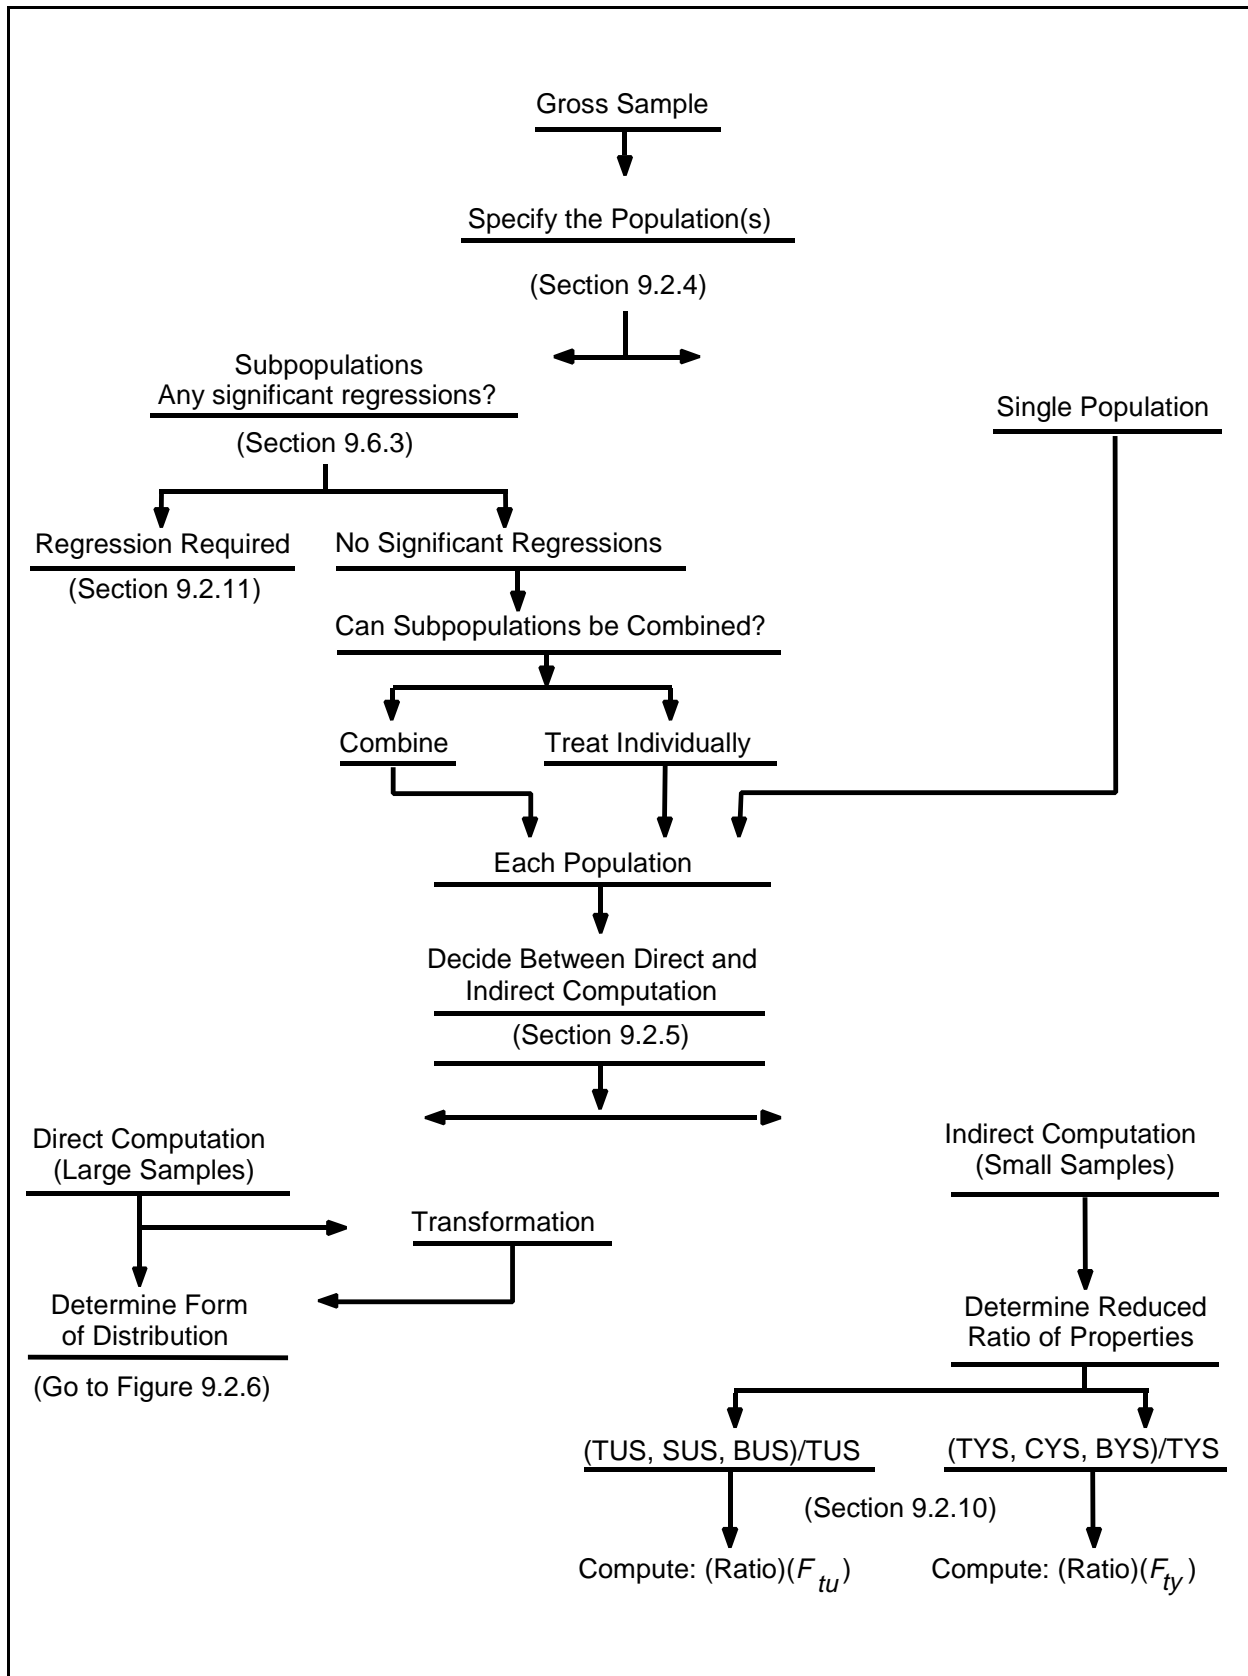 Gross Sample
Specify the Population(s)
(Section 9.2.4)
Subpopulations
Any significant regressions?
(Section 9.6.3)
Single Population
Regression Required
(Section 9.2.11)
No Significant Regressions
Can Subpopulations be Combined?
Combine
Treat Individually
Each Population
Decide Between Direct and
Indirect Computation
(Section 9.2.5)
Direct Computation
(Large Samples)
Transformation
Determine Form
of Distribution
(Go to Figure 9.2.6)
Indirect Computation
(Small Samples)
Determine Reduced
Ratio of Properties
(TUS, SUS, BUS)/TUS
(TYS, CYS, BYS)/TYS
(Section 9.2.10)
Compute: (Ratio)(F tu)
Compute: (Ratio)(F ty)